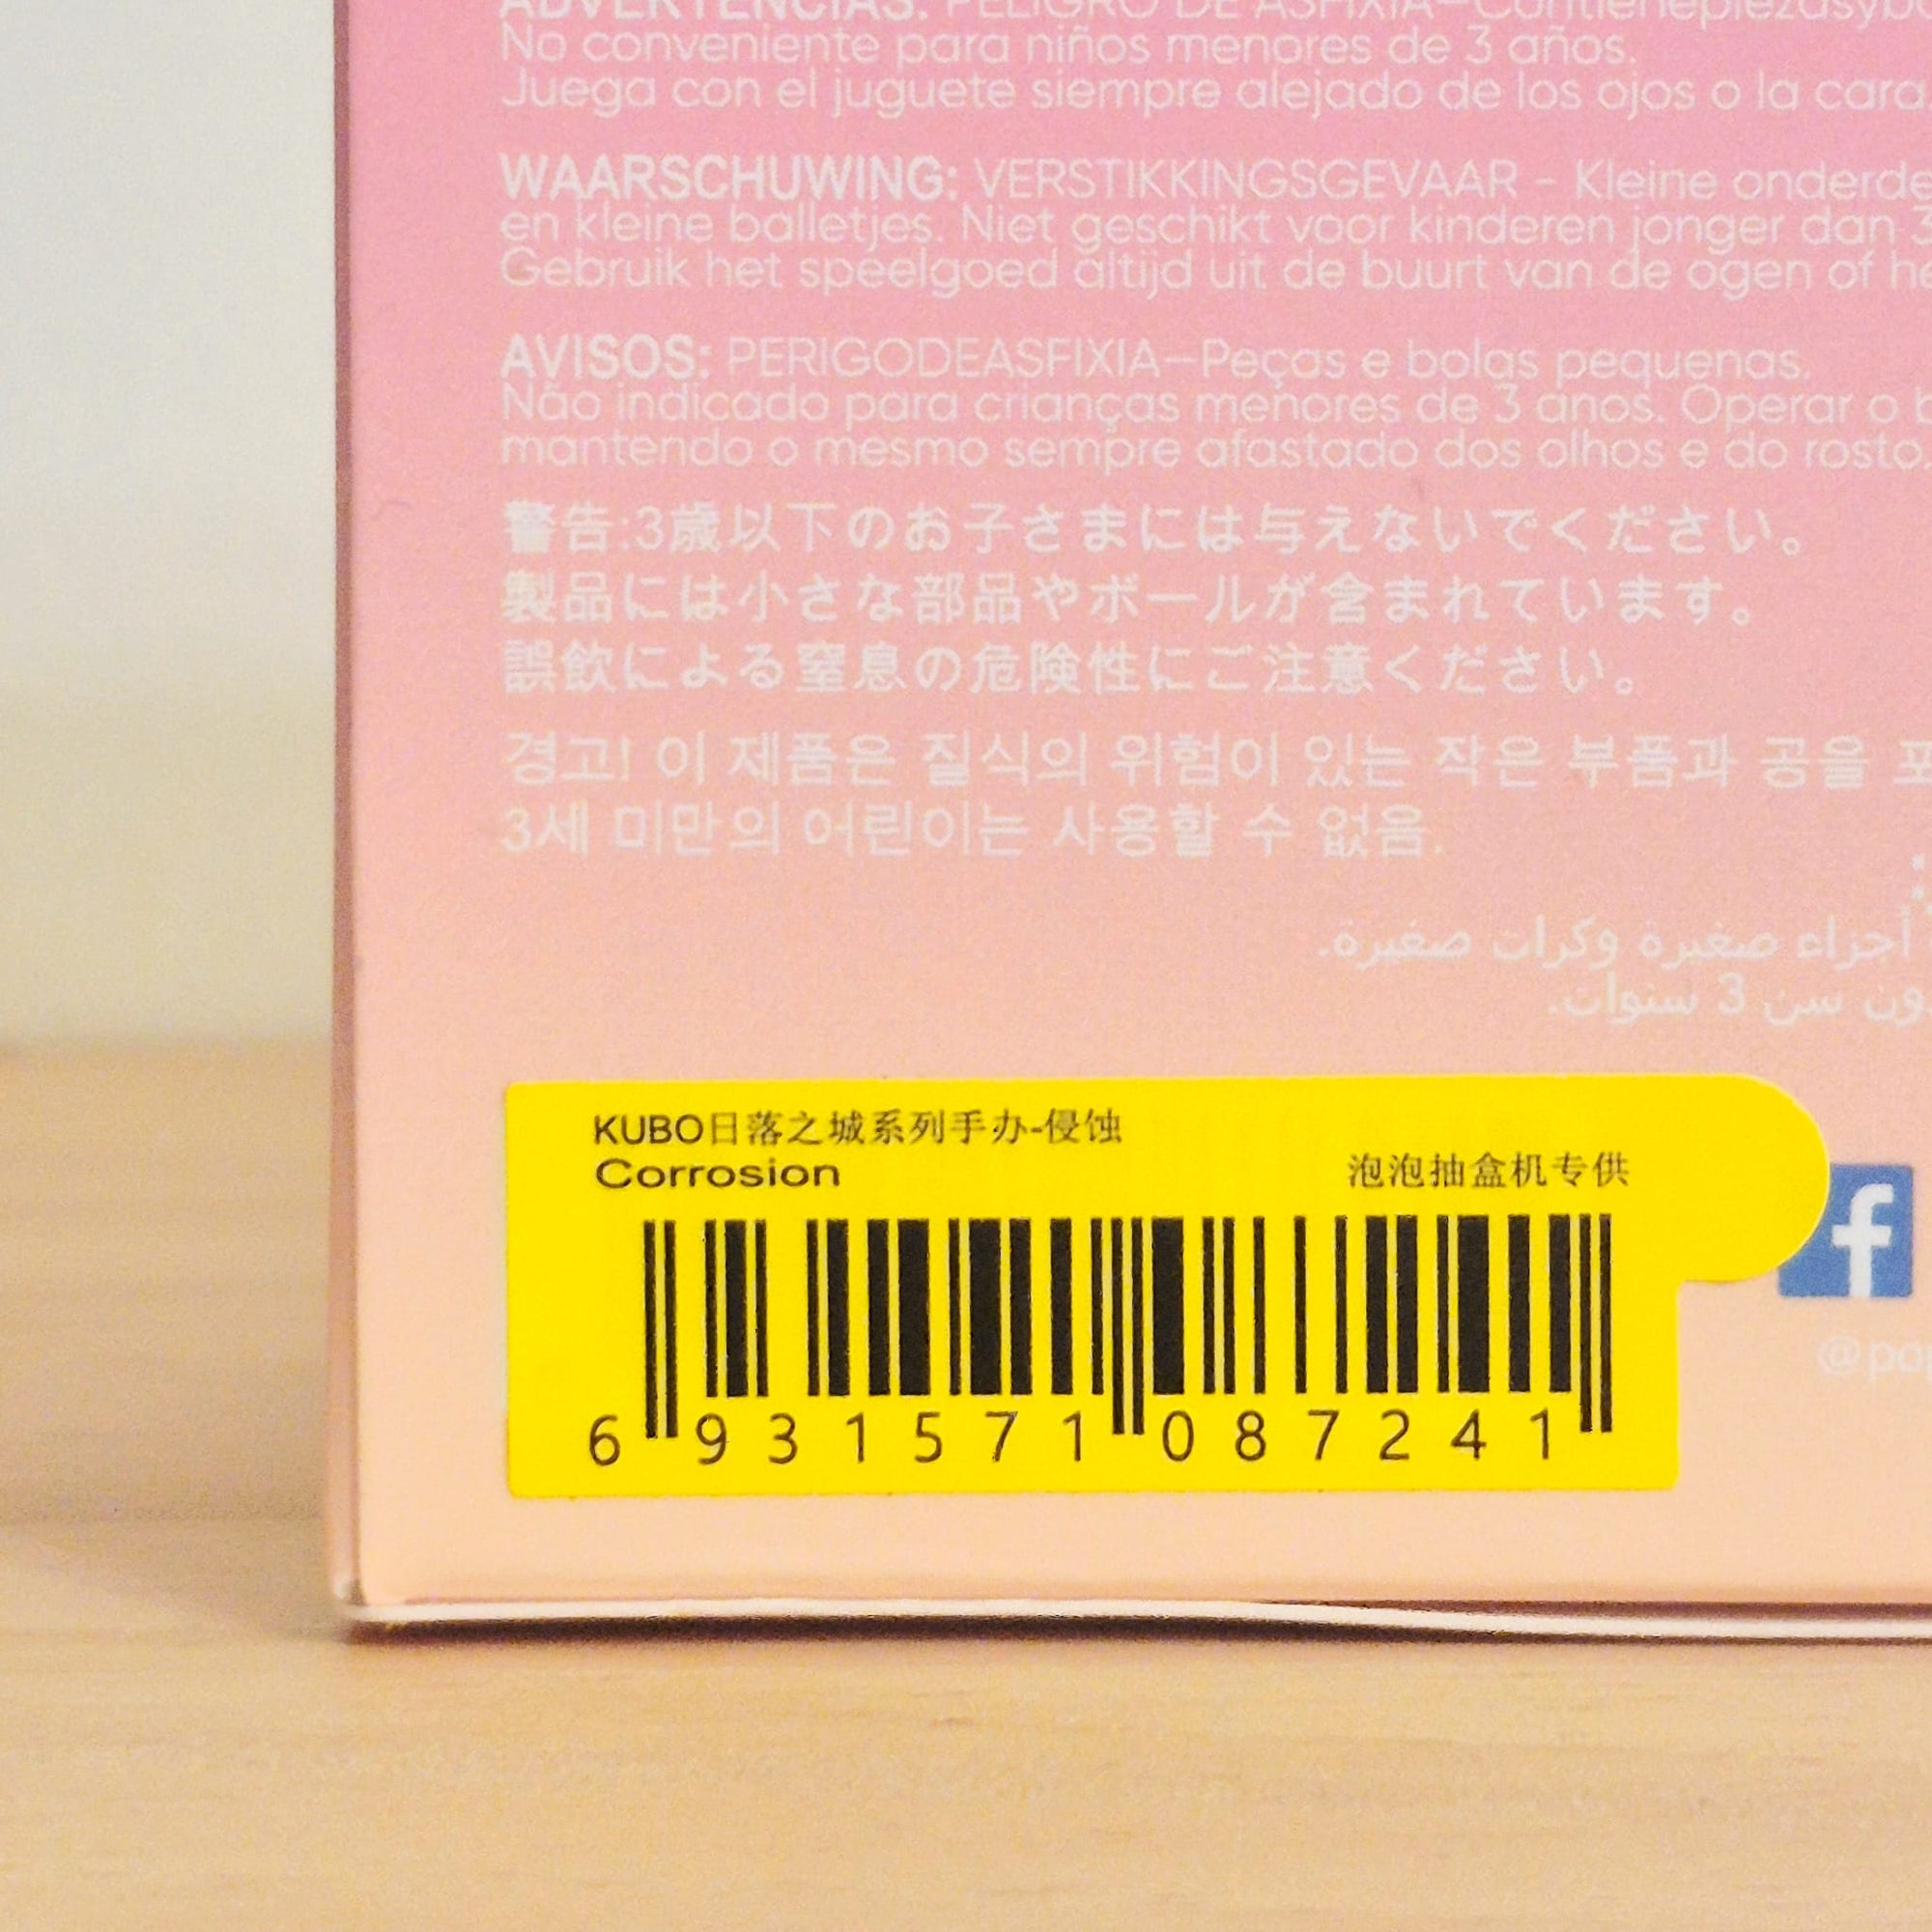 ADVERTENCIAS: PELIGRO DE ASFIXIA—Contienepiezasybo
No conveniente para niños menores de 3 años.
Juega con el juguete siempre alejado de los ojos o la cara
WAARSCHUWING: VERSTIKKINGSGEVAAR - Kleine onderde
en kleine balletjes. Niet geschikt voor kinderen jonger dan 3
Gebruik het speelgoed altijd uit de buurt van de ogen of he
AVISOS: PERIGODEASFIXIA—Peças e bolas pequenas.
Não indicado para crianças menores de 3 anos. Operar o b
mantendo o mesmo sempre afastado dos olhos e do rosto.
警告:3歳以下のお子さまには与えないでください。
製品には小さな部品やボールが含まれています。
誤飲による窒息の危険性にご注意ください。
경고! 이 제품은 질식의 위험이 있는 작은 부품과 공을 포
3세 미만의 어린이는 사용할 수 없음.
أجزاء صغيرة وكرات صغيرة.
ون سن 3 سنوات.
KUBO日落之城系列手办-侵蚀
Corrosion
泡泡抽盒机专供
6 931571 087241
f
@pop